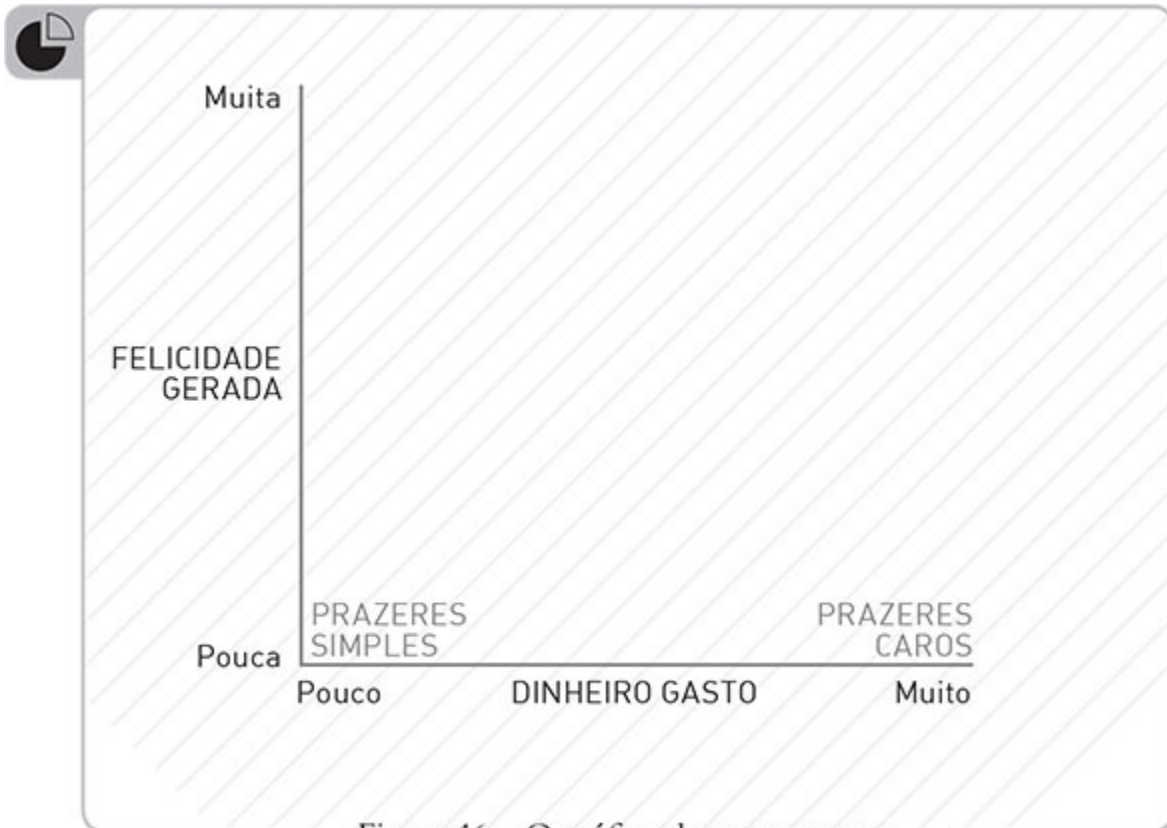 Muita
FELICIDADE
GERADA
PRAZERES
SIMPLES
PRAZERES
CAROS
Pouca
Pouco DINHEIRO GASTO Muito